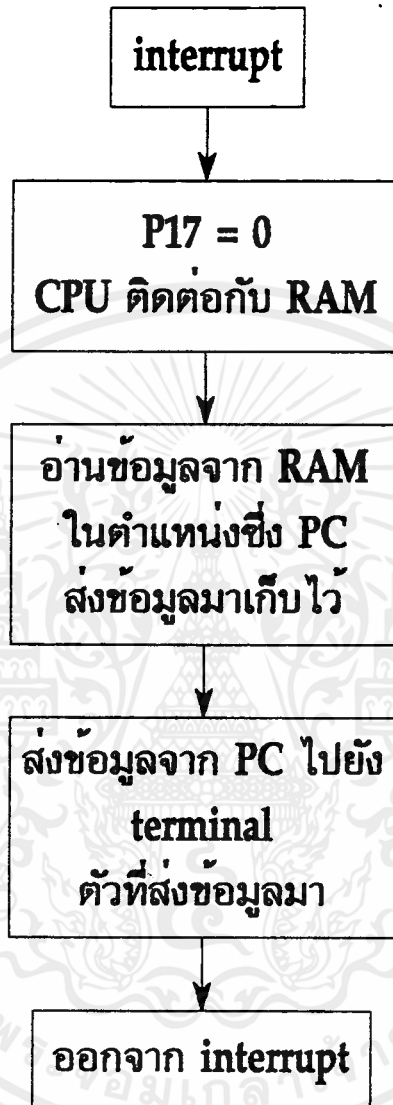 interrupt
P17 = 0
CPU ติดต่อกับ RAM
อ่านข้อมูลจาก RAM
ในตำแหน่งซึ่ง PC
ส่งข้อมูลมาเก็บไว้
ส่งข้อมูลจาก PC ไปยัง
terminal
ตัวที่ส่งข้อมูลมา
ออกจาก interrupt